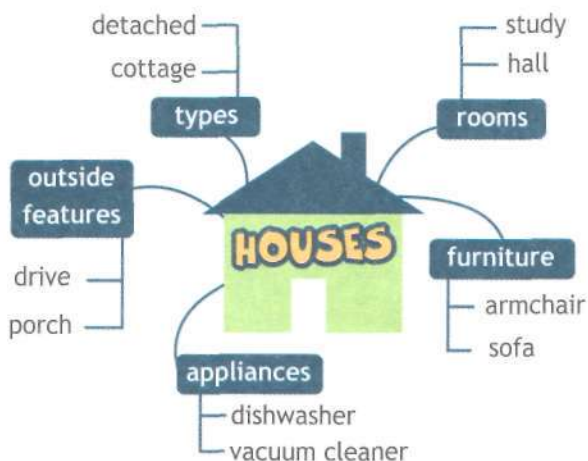 detached
cottage
types
study
hall
rooms
outside
features
drive
porch
HOUSES
furniture
armchair
sofa
appliances
dishwasher
vacuum cleaner